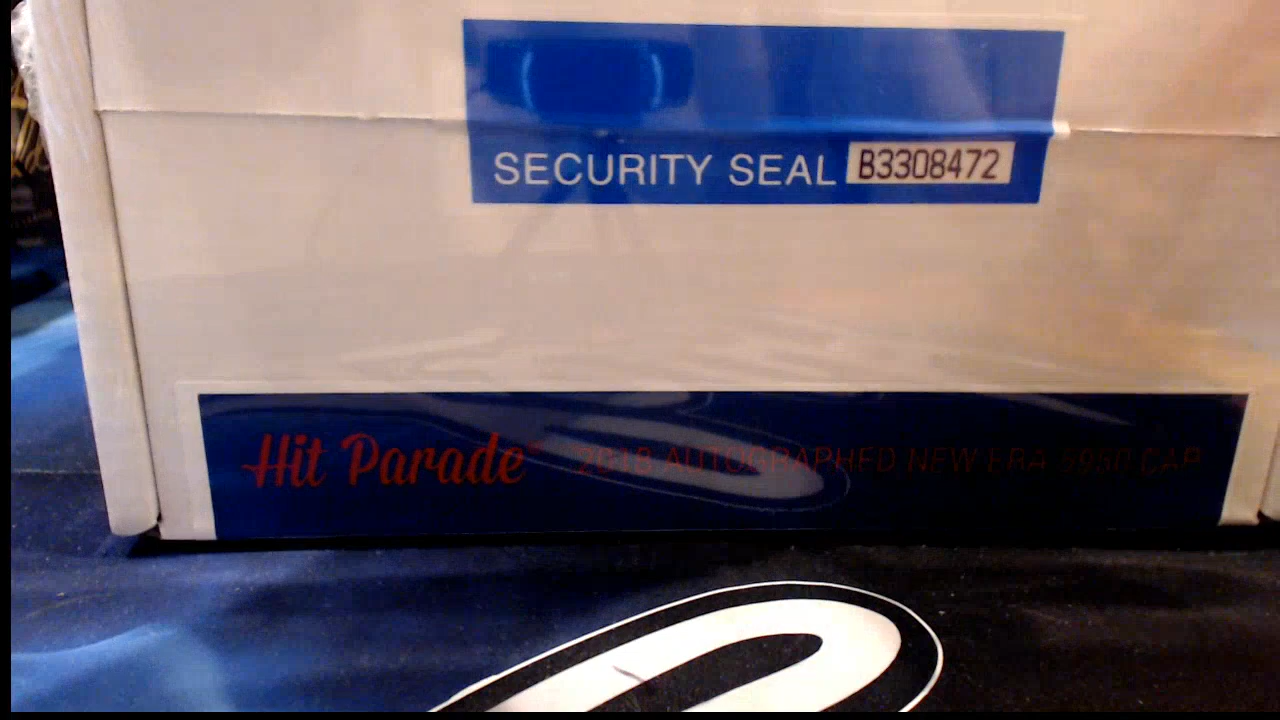 SECURITY SEAL B3308472
Hit Parade™ 2018 AUTOGRAPHED NEW ERA 5950 CAP